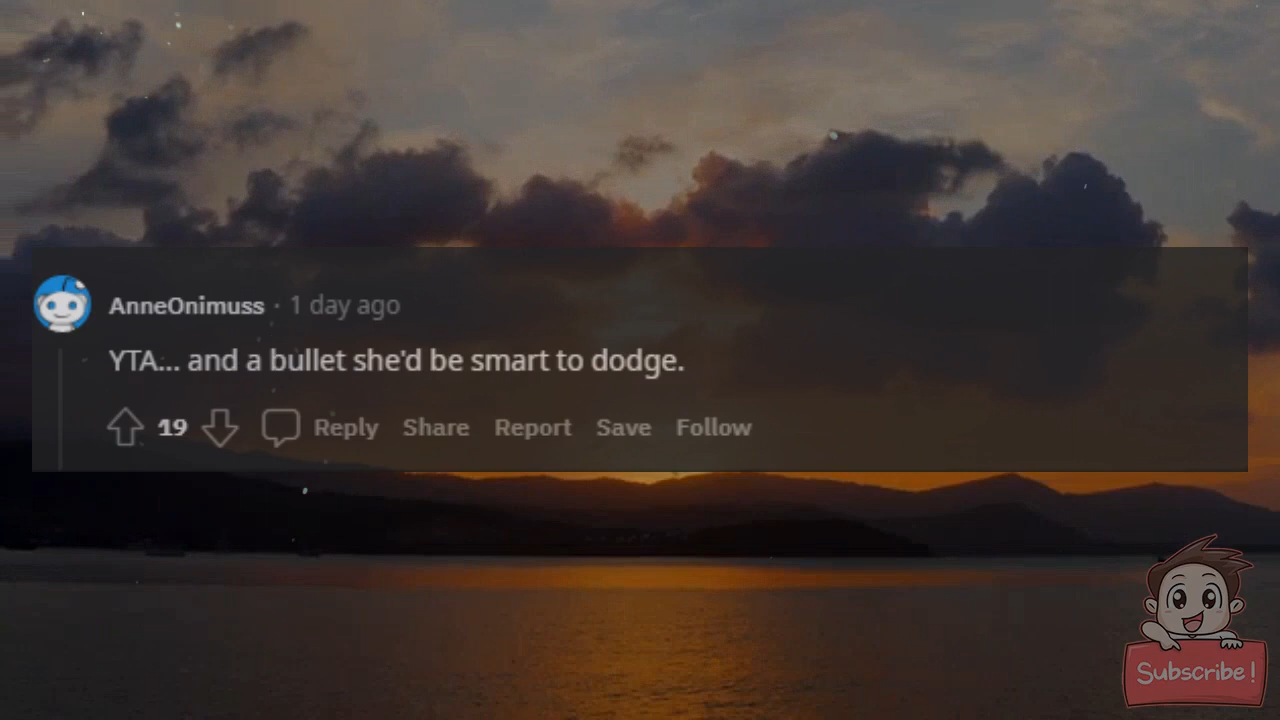 AnneOnimuss · 1 day ago
YTA... and a bullet she'd be smart to dodge.
19 Reply Share Report Save Follow
Subscribe!